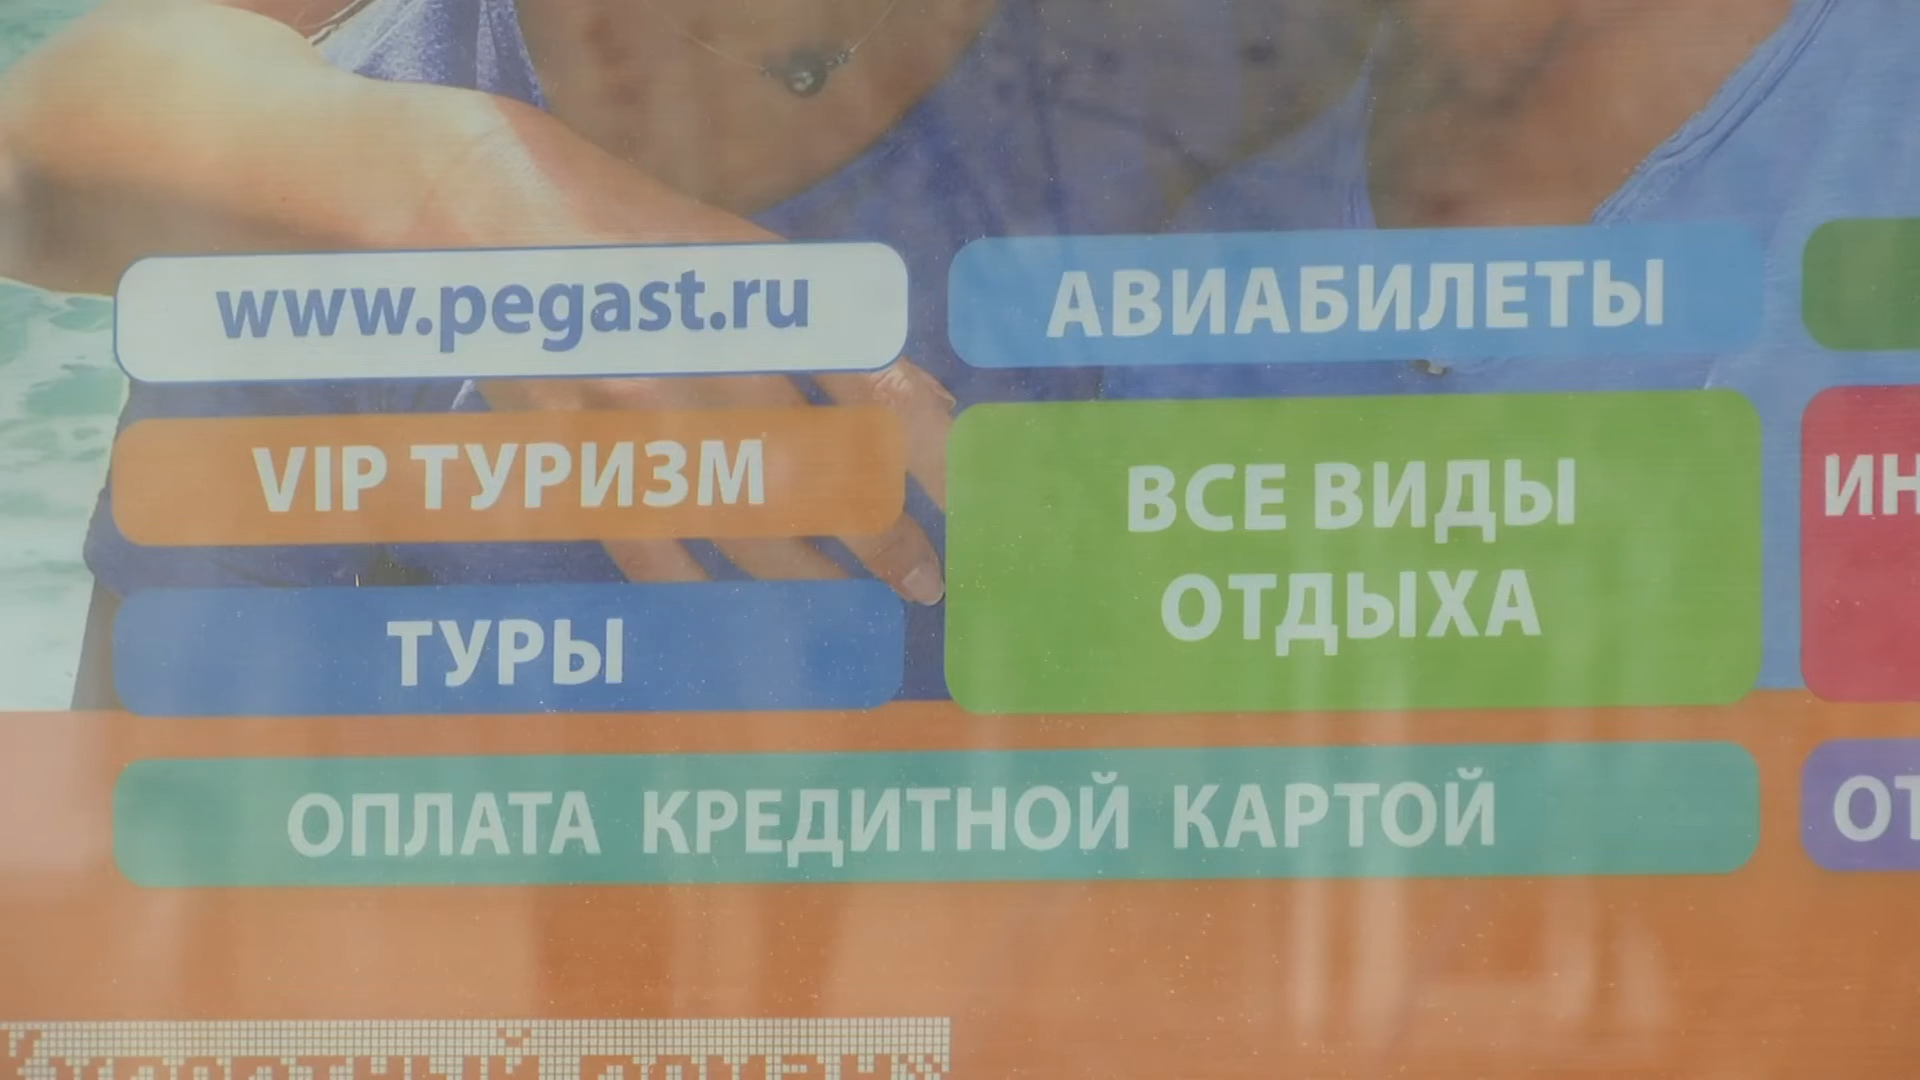 www.pegast.ru
АВИАБИЛЕТЫ
VIP ТУРИЗМ
ВСЕ ВИДЫ
ОТДЫХА
ТУРЫ
ОПЛАТА КРЕДИТНОЙ КАРТОЙ